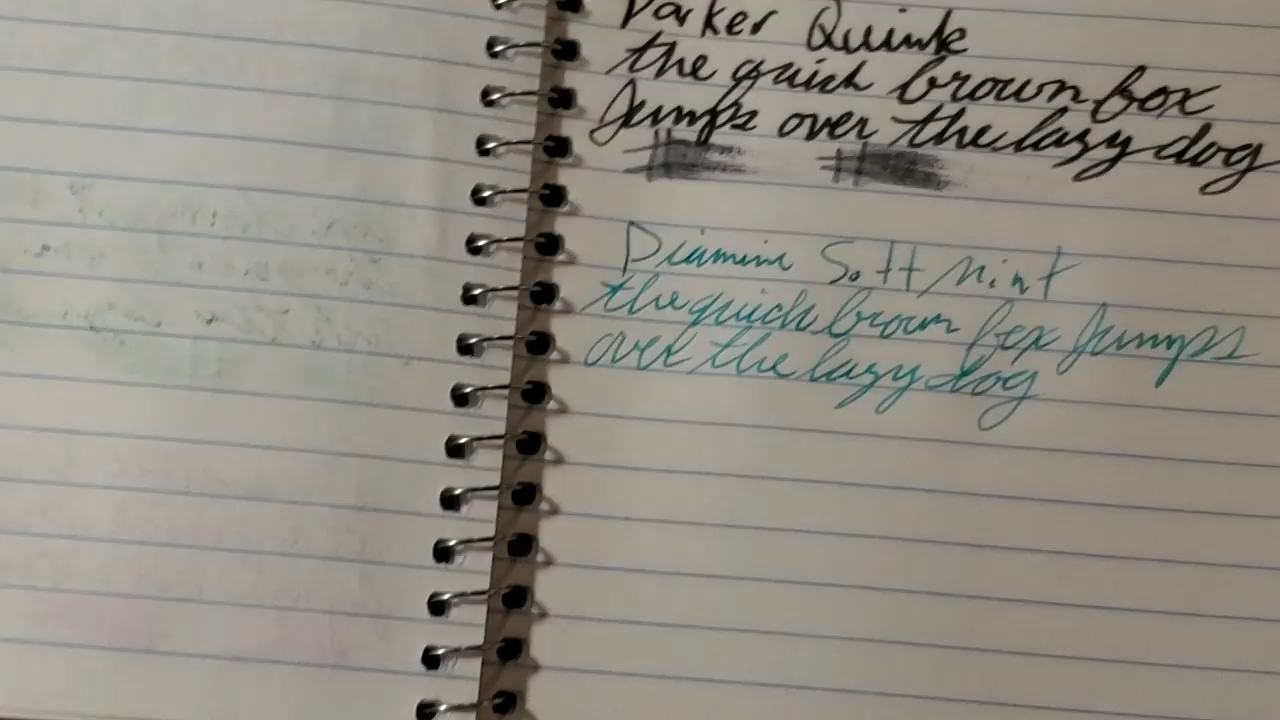 Parker Quink
the quick brown fox
Jumps over the lazy dog
Diamine Soft Mint
the quick brown fox Jumps
over the lazy dog